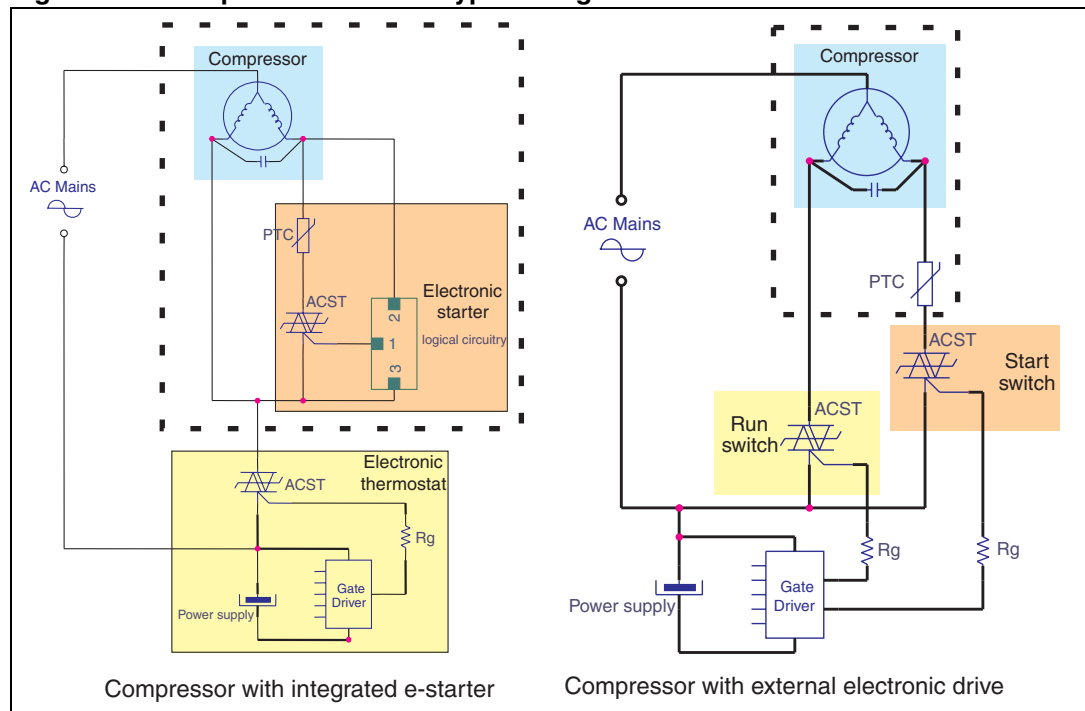 Compressor
AC Mains
PTC
ACST
Electronic
starter
logical circuitry
2
1
3
Electronic
thermostat
ACST
Rg
Gate
Driver
Power supply
Compressor with integrated e-starter
Compressor
AC Mains
PTC
ACST
Start
switch
ACST
Run
switch
Rg
Rg
Gate
Driver
Power supply
Compressor with external electronic drive